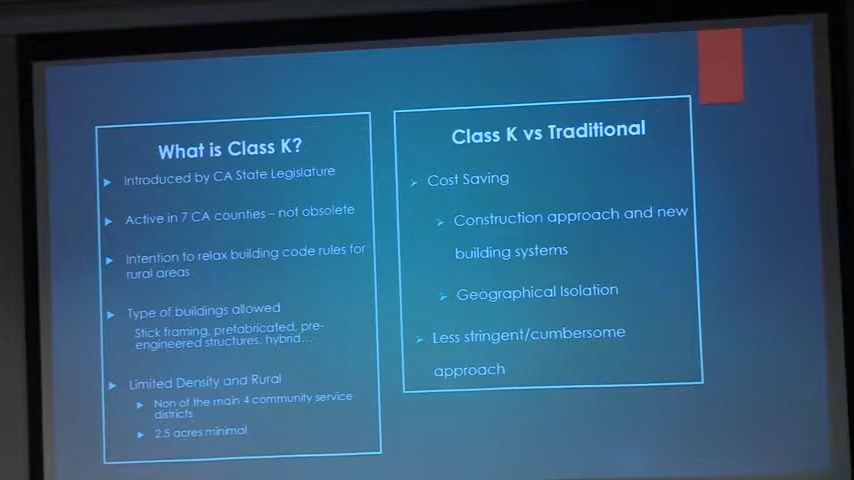 What is Class K?
Introduced by CA State Legislature
Active in 7 CA counties – not obsolete
Intention to relax building code rules for
rural areas
Type of buildings allowed
Stick framing, prefabricated, pre-
engineered structures, hybrid...
Limited Density and Rural
Non of the main 4 community service
districts
2.5 acres minimal
Class K vs Traditional
Cost Saving
Construction approach and new
building systems
Geographical Isolation
Less stringent/cumbersome
approach